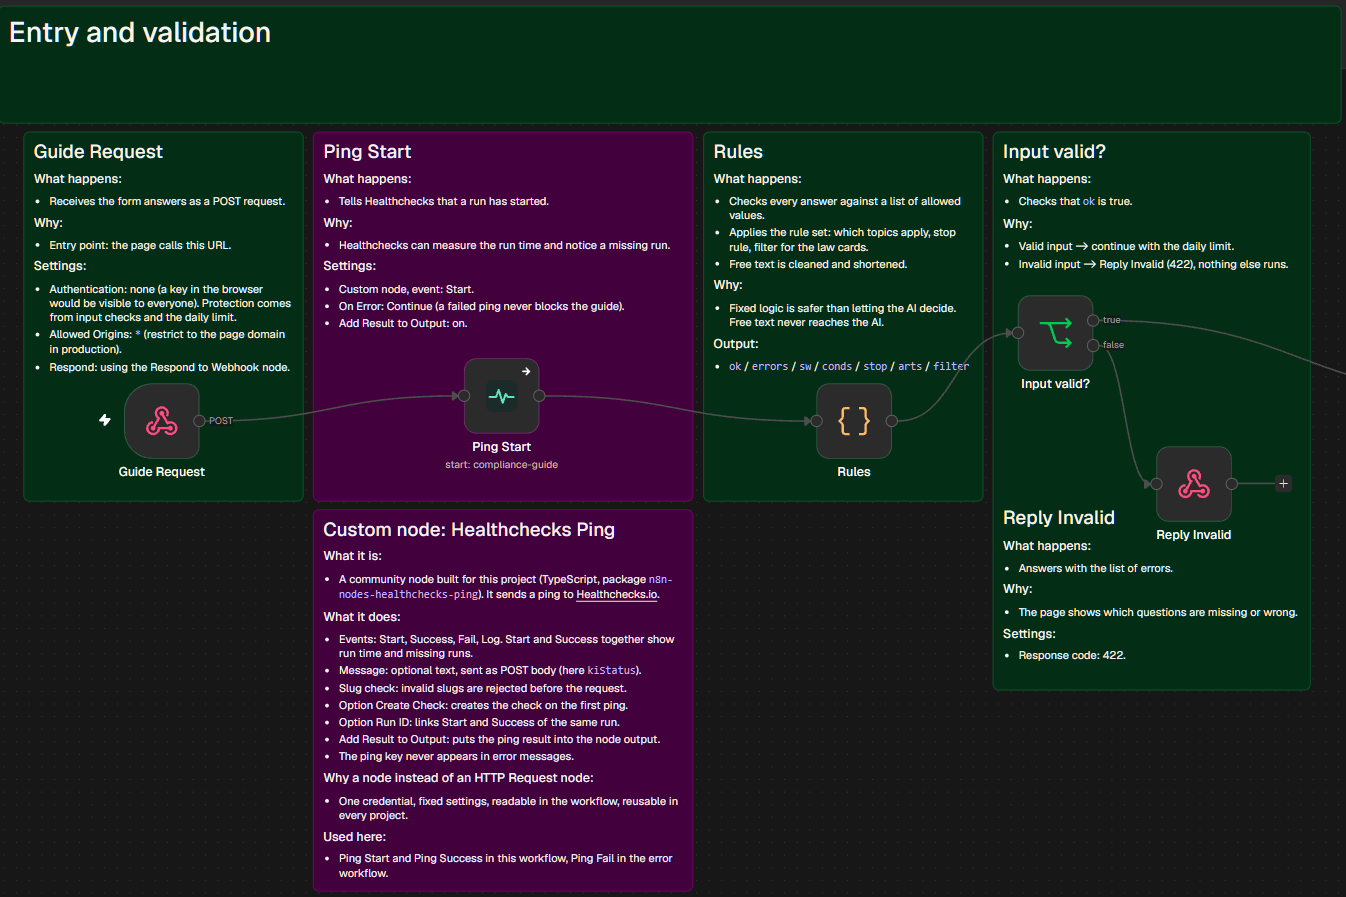 Entry and validation
Guide Request
What happens:
• Receives the form answers as a POST request.
Why:
• Entry point: the page calls this URL.
Settings:
• Authentication: none (a key in the browser
would be visible to everyone). Protection comes
from input checks and the daily limit.
• Allowed Origins: * (restrict to the page domain
in production).
• Respond: using the Respond to Webhook node.
POST
Guide Request
Ping Start
What happens:
• Tells Healthchecks that a run has started.
Why:
• Healthchecks can measure the run time and notice a missing run.
Settings:
• Custom node, event: Start.
• On Error: Continue (a failed ping never blocks the guide).
• Add Result to Output: on.
Ping Start
start: compliance-guide
Rules
What happens:
• Checks every answer against a list of allowed
values.
• Applies the rule set: which topics apply, stop
rule, filter for the law cards.
• Free text is cleaned and shortened.
Why:
• Fixed logic is safer than letting the AI decide.
Free text never reaches the AI.
Output:
• ok / errors / sw / conds / stop / arts / filter
Rules
Input valid?
What happens:
• Checks that ok is true.
Why:
• Valid input → continue with the daily limit.
• Invalid input → Reply Invalid (422), nothing else runs.
true
false
Input valid?
Reply Invalid
Reply Invalid
What happens:
• Answers with the list of errors.
Why:
• The page shows which questions are missing or wrong.
Settings:
• Response code: 422.
Custom node: Healthchecks Ping
What it is:
• A community node built for this project (TypeScript, package n8n-
nodes-healthchecks-ping). It sends a ping to Healthchecks.io.
What it does:
• Events: Start, Success, Fail, Log. Start and Success together show
run time and missing runs.
• Message: optional text, sent as POST body (here kiStatus).
• Slug check: invalid slugs are rejected before the request.
• Option Create Check: creates the check on the first ping.
• Option Run ID: links Start and Success of the same run.
• Add Result to Output: puts the ping result into the node output.
• The ping key never appears in error messages.
Why a node instead of an HTTP Request node:
• One credential, fixed settings, readable in the workflow, reusable in
every project.
Used here:
• Ping Start and Ping Success in this workflow, Ping Fail in the error
workflow.